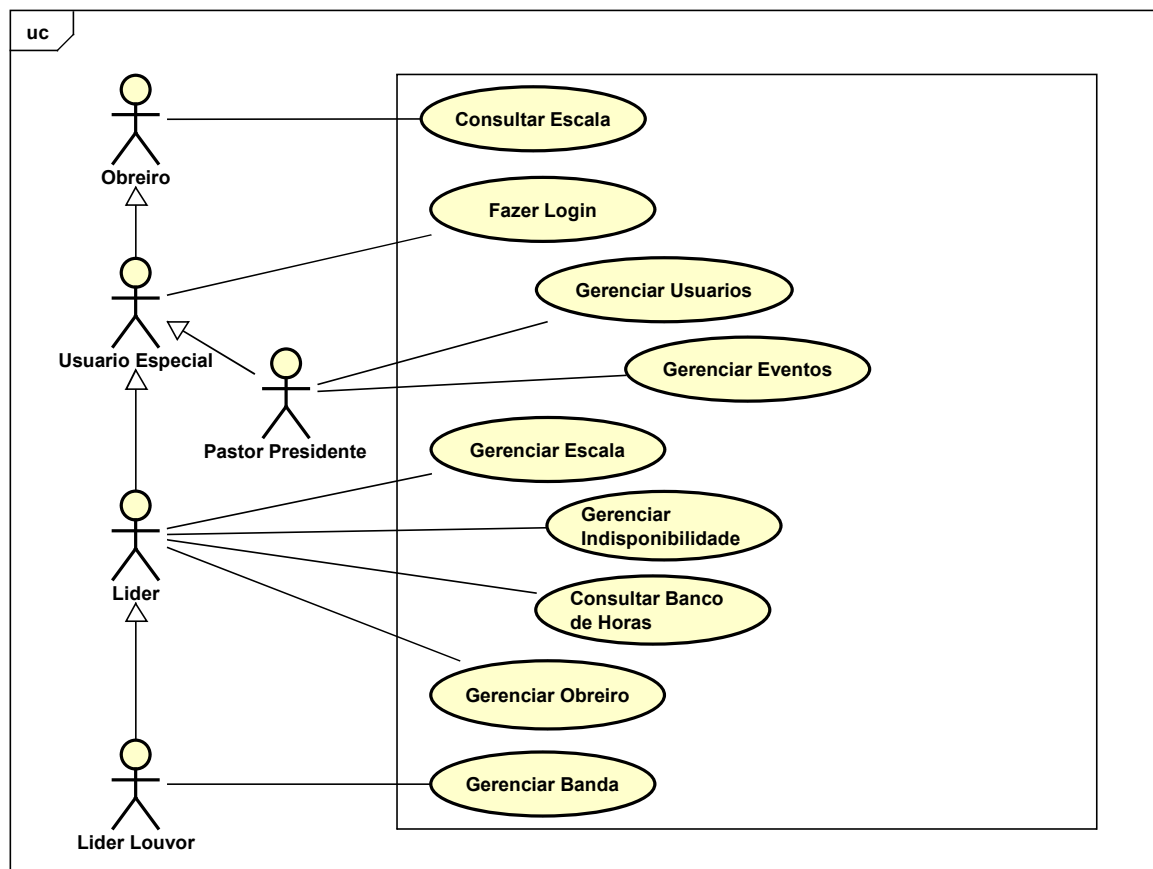 uc
Consultar Escala
Obreiro
Fazer Login
Gerenciar Usuarios
Usuario Especial
Gerenciar Eventos
Pastor Presidente
Gerenciar Escala
Gerenciar
Indisponibilidade
Lider
Consultar Banco
de Horas
Gerenciar Obreiro
Gerenciar Banda
Lider Louvor